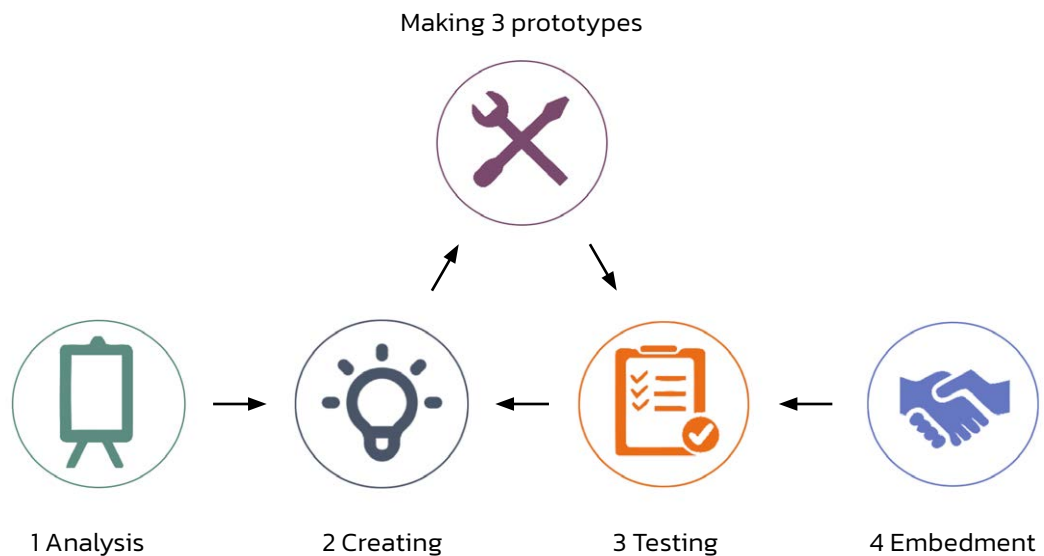 Making 3 prototypes
1 Analysis
2 Creating
3 Testing
4 Embedment